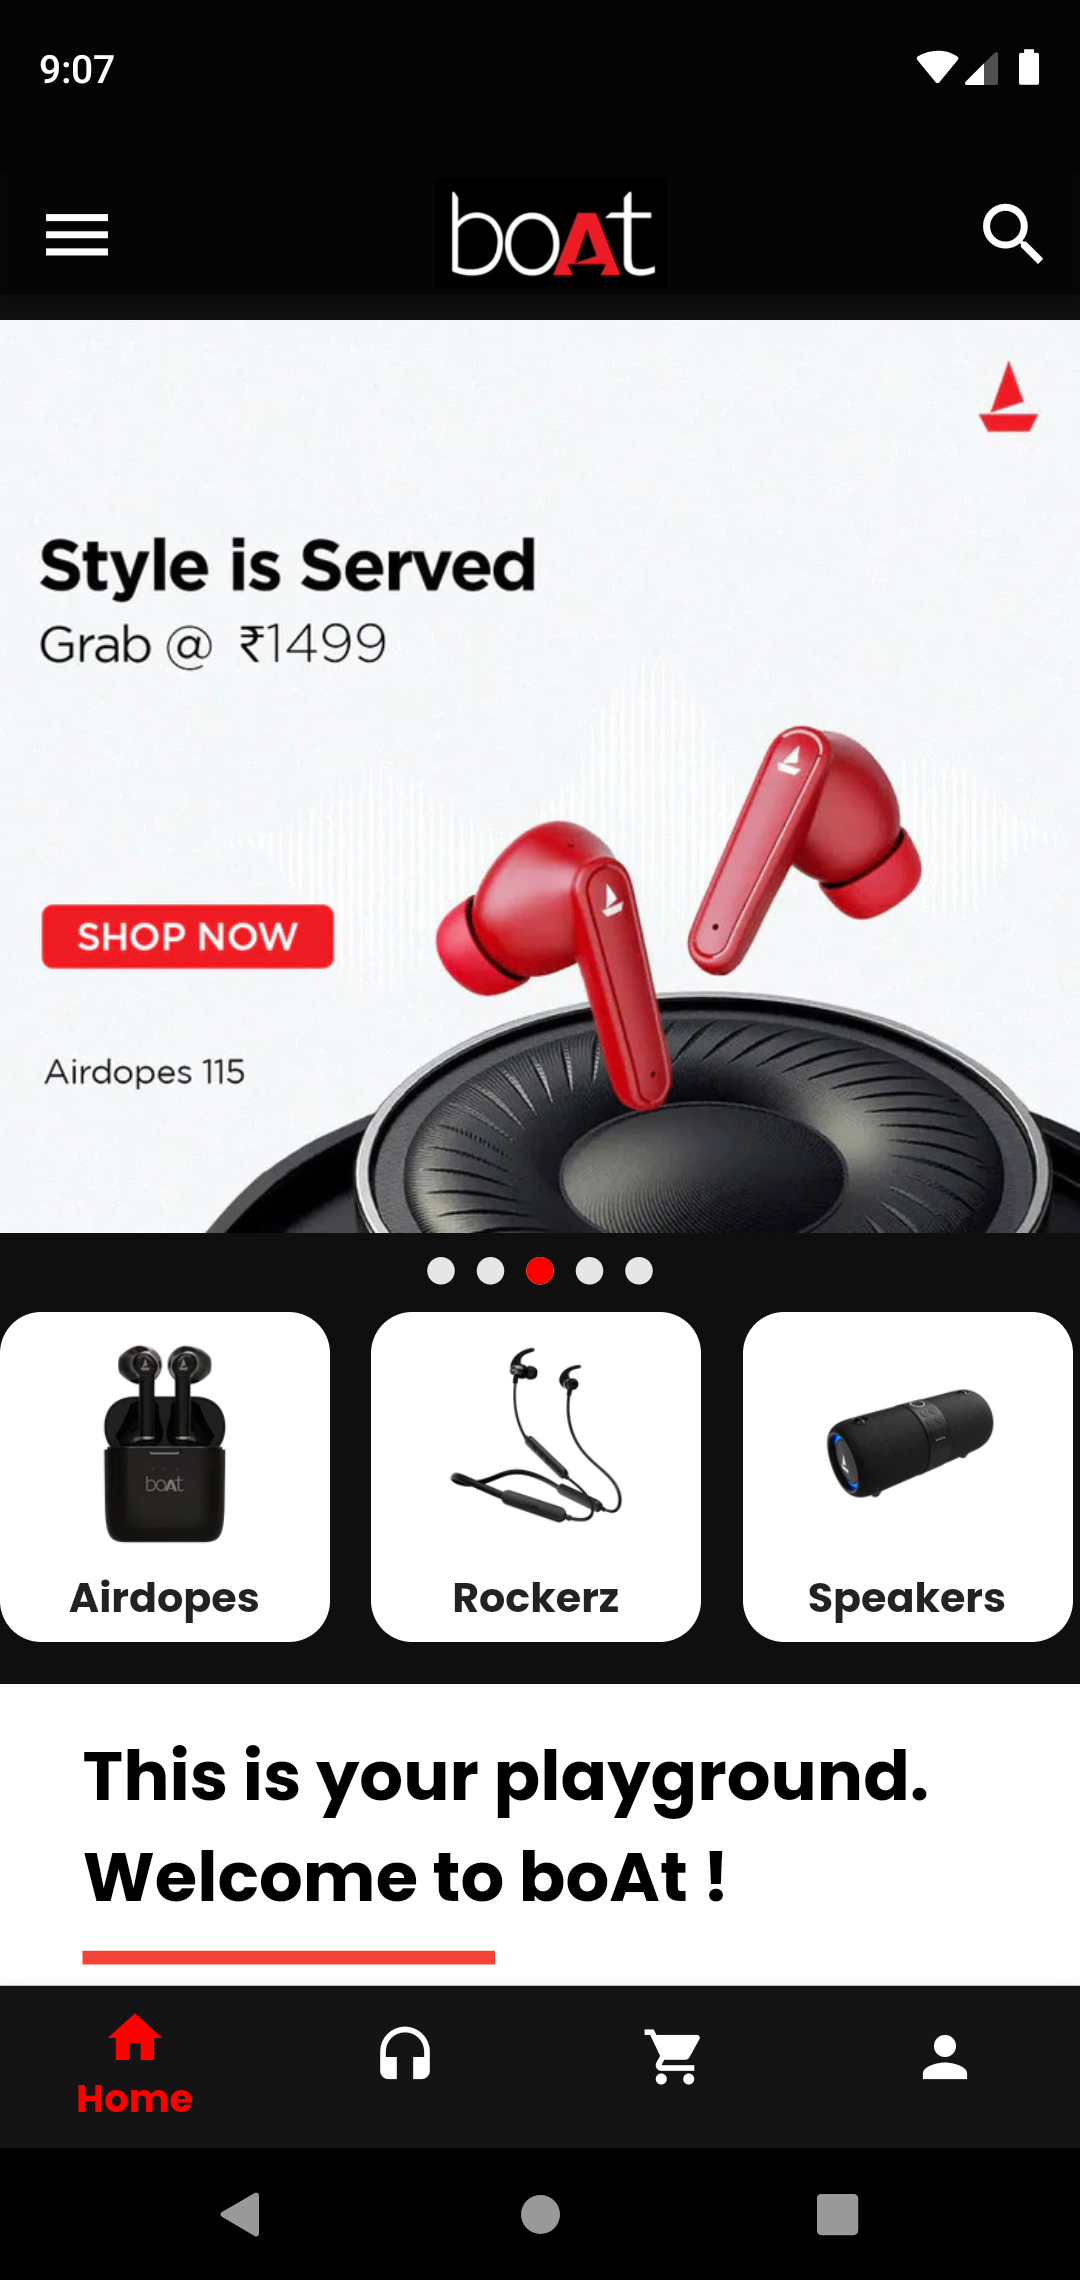 9:07
boAt
Style is Served
Grab @ ₹1499
SHOP NOW
Airdopes 115
boAt
Airdopes
Rockerz
Speakers
This is your playground.
Welcome to boAt !
Home